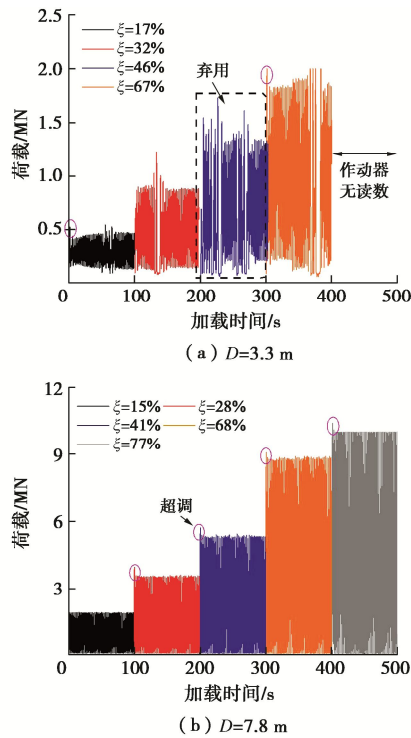 2.5
2.0
1.5
1.0
0.5
荷载/MN
ξ=17%
ξ=32%
ξ=46%
ξ=67%
弃用
作动器
无读数
0 100 200 300 400 500
加载时间/s
（a）D=3.3 m
12
9
6
3
荷载/MN
ξ=15% ξ=28%
ξ=41% ξ=68%
ξ=77%
超调
0 100 200 300 400 500
加载时间/s
（b）D=7.8 m